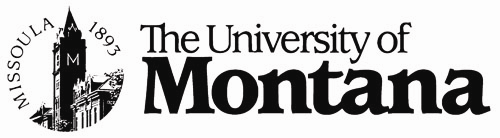 MISSOULA 1893
M
The University of
Montana